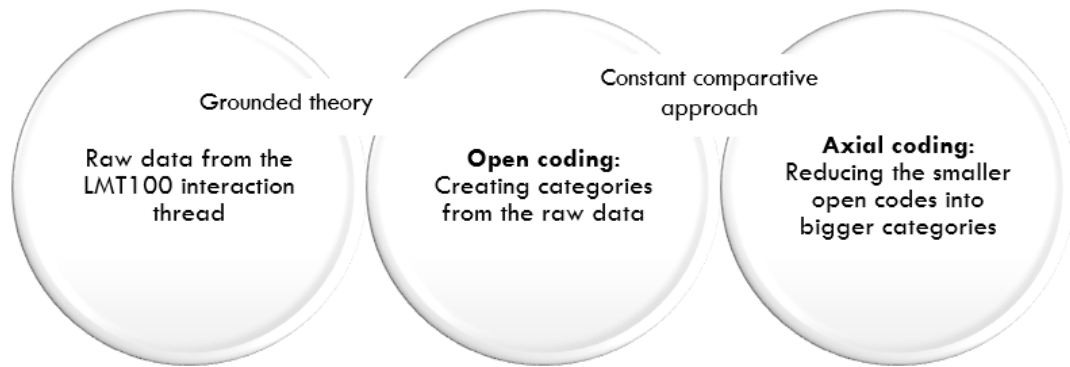 Grounded theory
Constant comparative
approach
Raw data from the
LMT100 interaction
thread
Open coding:
Creating categories
from the raw data
Axial coding:
Reducing the smaller
open codes into
bigger categories